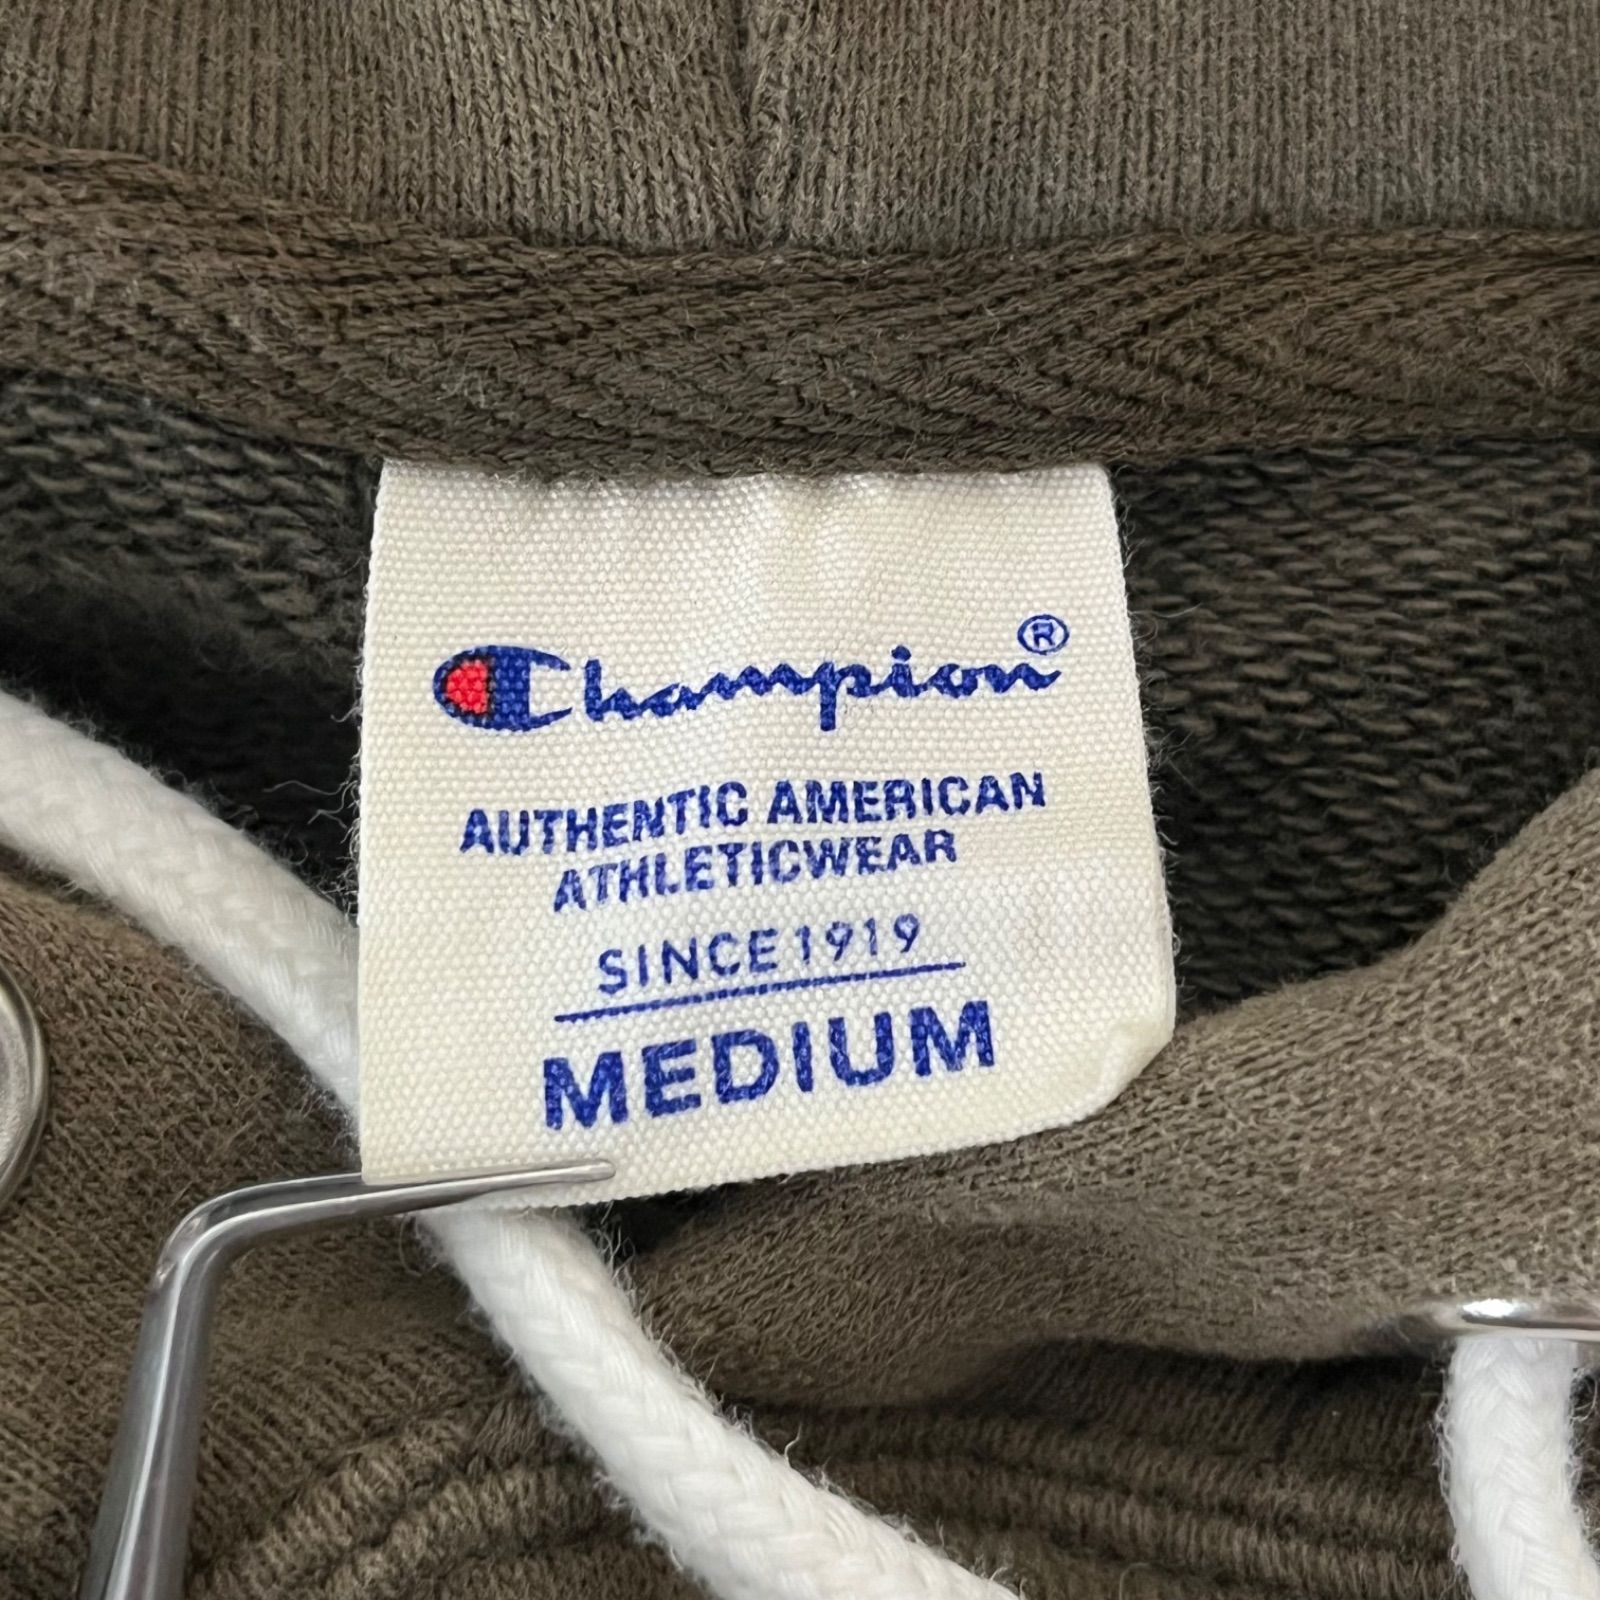 Champion®
AUTHENTIC AMERICAN
ATHLETICWEAR
SINCE 1919
MEDIUM